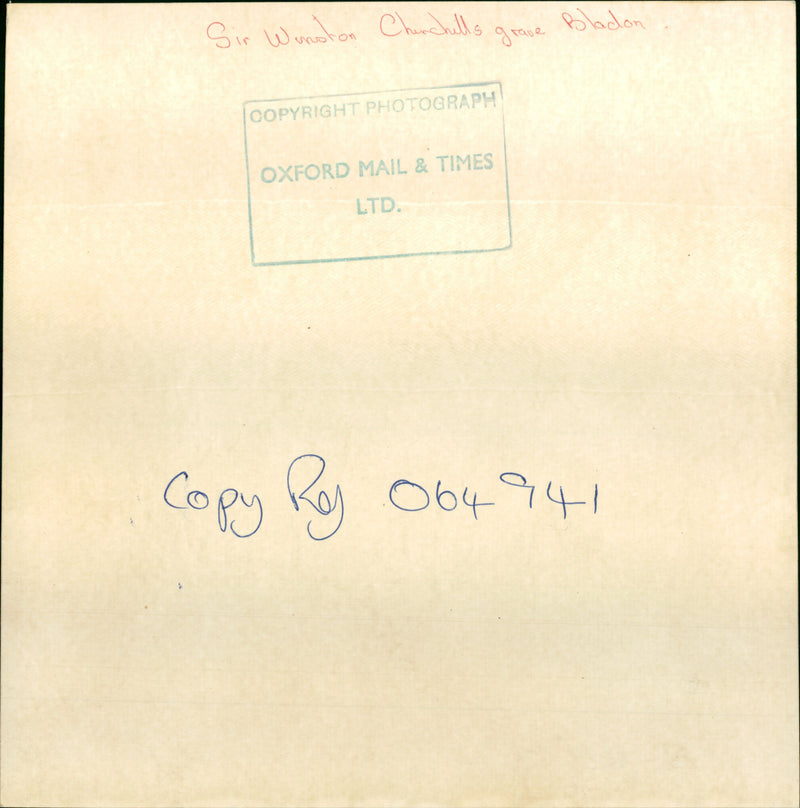 Sir Winston Churchills grave Bladon.
COPYRIGHT PHOTOGRAPH
OXFORD MAIL & TIMES
LTD.
Copy Reg 064941